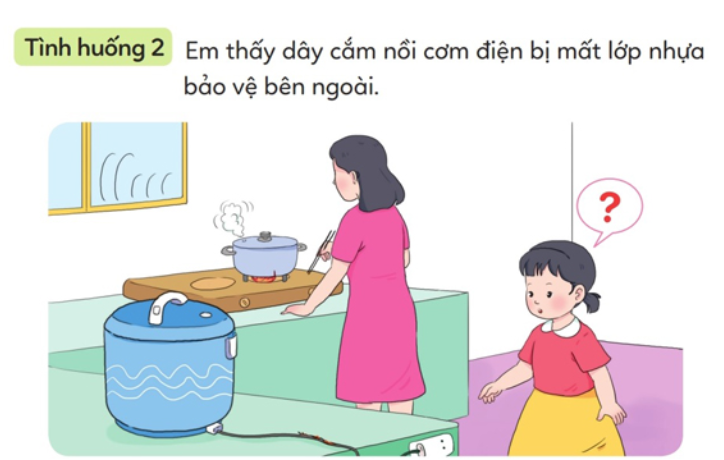 Tình huống 2 Em thấy dây cắm nồi cơm điện bị mất lớp nhựa
bảo vệ bên ngoài.
?